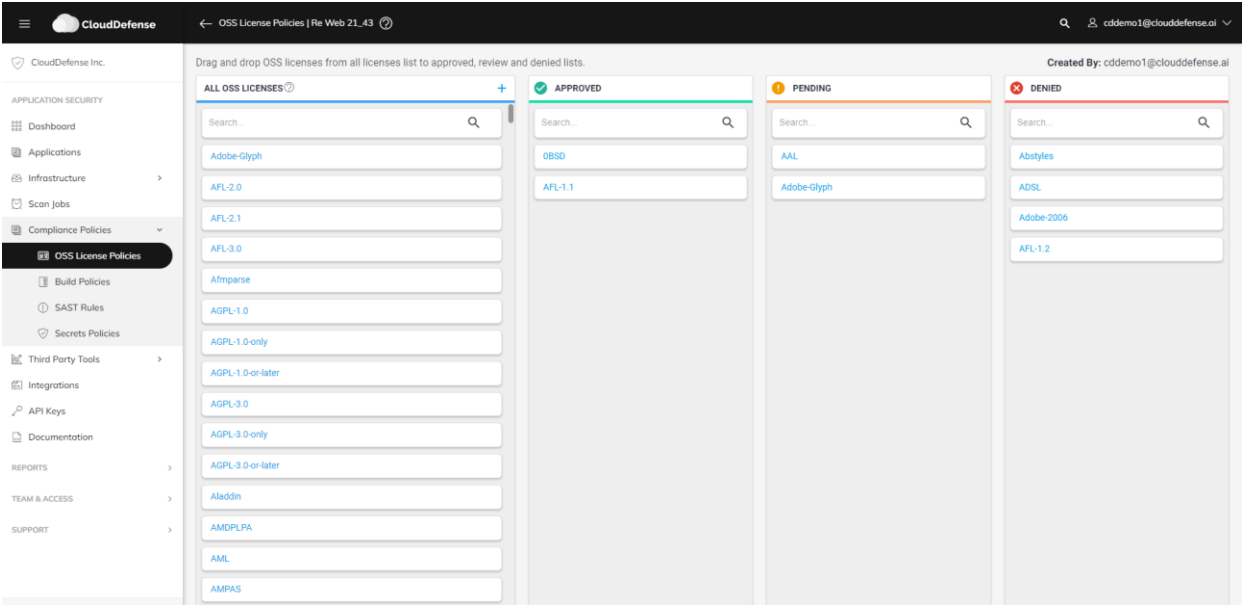 CloudDefense
OSS License Policies | Re Web 21_43
cddemo1@clouddefense.ai
CloudDefense Inc.
APPLICATION SECURITY
Dashboard
Applications
Infrastructure
Scan Jobs
Compliance Policies
OSS License Policies
Build Policies
SAST Rules
Secrets Policies
Third Party Tools
Integrations
API Keys
Documentation
REPORTS
TEAM & ACCESS
SUPPORT
Drag and drop OSS licenses from all licenses list to approved, review and denied lists.
Created By: cddemo1@clouddefense.ai
ALL OSS LICENSES
Search...
Adobe-Glyph
AFL-2.0
AFL-2.1
AFL-3.0
Afmparse
AGPL-1.0
AGPL-1.0-only
AGPL-1.0-or-later
AGPL-3.0
AGPL-3.0-only
AGPL-3.0-or-later
Aladdin
AMDPLPA
AML
AMPAS
APPROVED
Search...
0BSD
AFL-1.1
PENDING
Search...
AAL
Adobe-Glyph
DENIED
Search...
Abstyles
ADSL
Adobe-2006
AFL-1.2